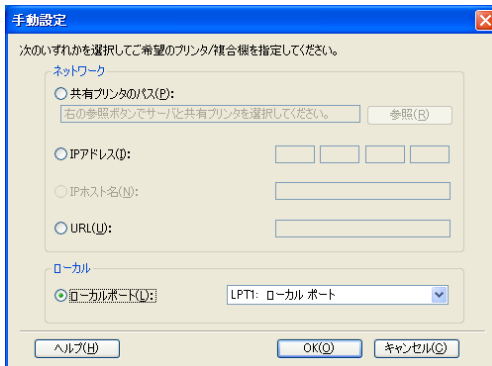 手動設定
次のいずれかを選択してご希望のプリンタ/複合機を指定してください。
ネットワーク
共有プリンタのパス(P):
右の参照ボタンでサーバと共有プリンタを選択してください。 参照(R)
IPアドレス(I):
IPホスト名(N):
URL(U):
ローカル
ローカルポート(L): LPT1: ローカル ポート
ヘルプ(H) OK(O) キャンセル(C)